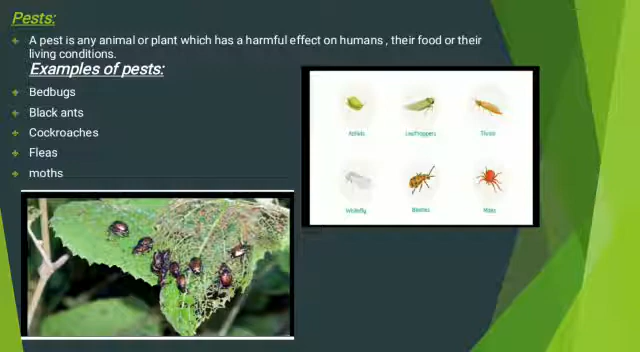 Pests:
A pest is any animal or plant which has a harmful effect on humans , their food or their
living conditions.
Examples of pests:
Bedbugs
Black ants
Cockroaches
Fleas
moths
Aphids
Leafhoppers
Thrips
Whitefly
Beetles
Mites